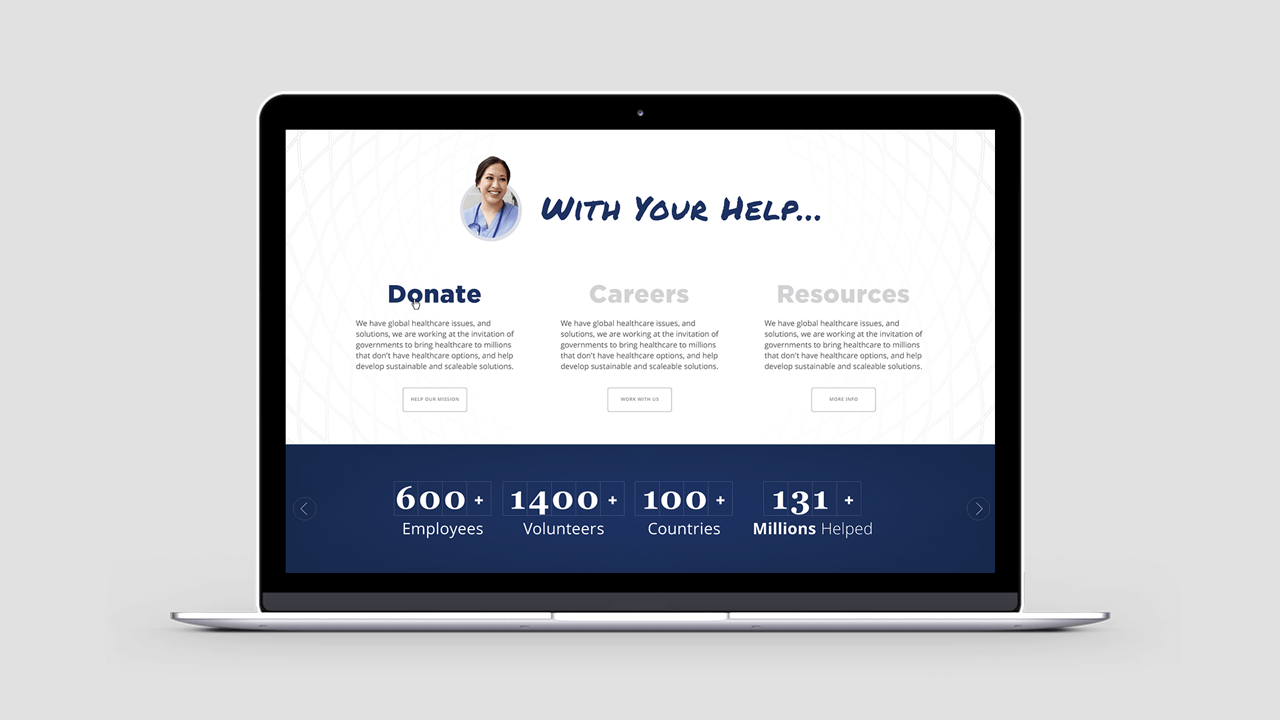 With Your Help...
Donate
We have global healthcare issues, and
solutions, we are working at the invitation of
governments to bring healthcare to millions
that don't have healthcare options, and help
develop sustainable and scaleable solutions.
HELP OUR MISSION
Careers
We have global healthcare issues, and
solutions, we are working at the invitation of
governments to bring healthcare to millions
that don't have healthcare options, and help
develop sustainable and scaleable solutions.
WORK WITH US
Resources
We have global healthcare issues, and
solutions, we are working at the invitation of
governments to bring healthcare to millions
that don't have healthcare options, and help
develop sustainable and scaleable solutions.
MORE INFO
600+
Employees
1400+
Volunteers
100+
Countries
131+
Millions Helped